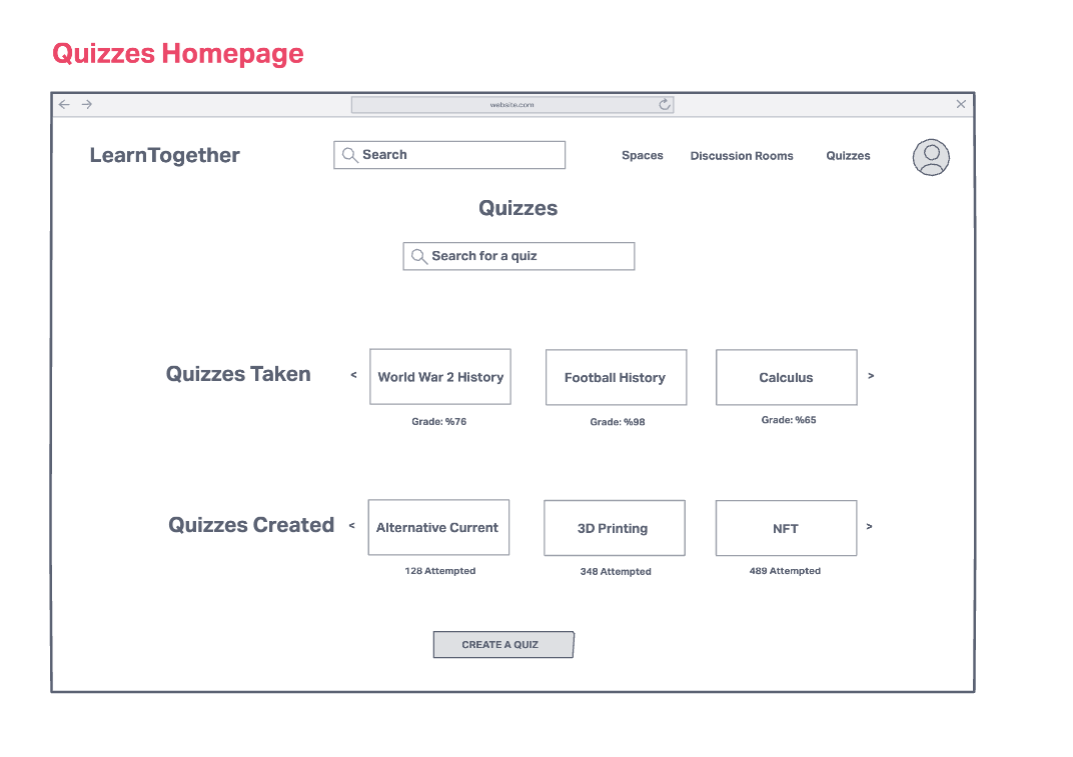 Quizzes Homepage
website.com
LearnTogether
Search
Spaces
Discussion Rooms
Quizzes
Quizzes
Search for a quiz
Quizzes Taken
<
World War 2 History
Football History
Calculus
>
Grade: %76
Grade: %98
Grade: %65
Quizzes Created
<
Alternative Current
3D Printing
NFT
>
128 Attempted
348 Attempted
489 Attempted
CREATE A QUIZ